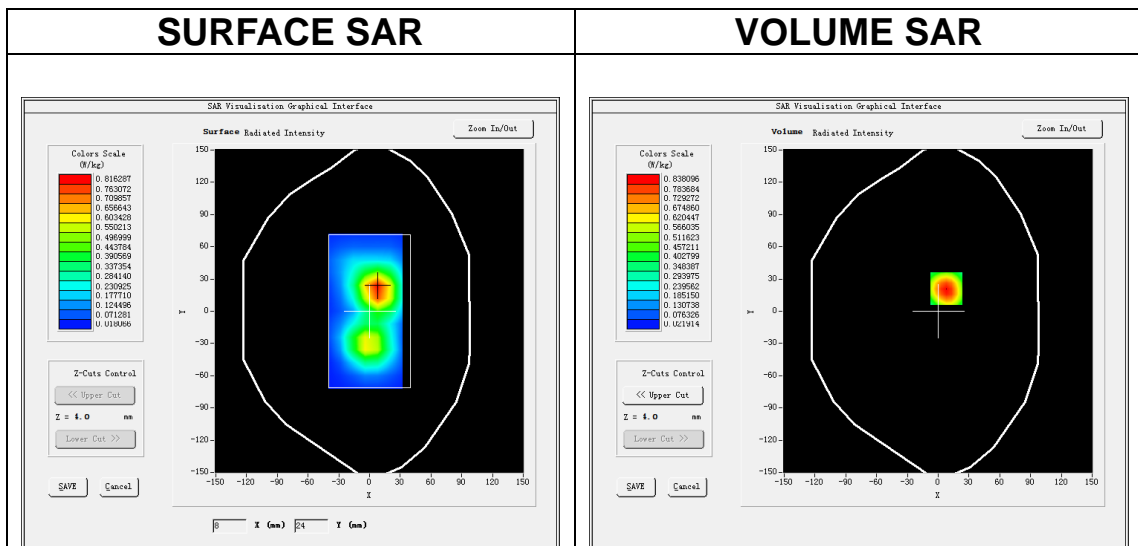 SURFACE SAR
VOLUME SAR
SAR Visualisation Graphical Interface
Surface Radiated Intensity
Zoom In/Out
Colors Scale
(W/kg)
0.816287
0.763072
0.709857
0.656643
0.603428
0.550213
0.496999
0.443784
0.390569
0.337354
0.284140
0.230925
0.177710
0.124496
0.071281
0.018066
150
120
90
60
30
0
-30
-60
-90
-120
-150
Y
-150 -120 -90 -60 -30 0 30 60 90 120 150
X
Z-Cuts Control
<< Upper Cut
Z = 4.0 mm
Lower Cut >>
SAVE Cancel
8 X (mm) 24 Y (mm)
SAR Visualisation Graphical Interface
Volume Radiated Intensity
Zoom In/Out
Colors Scale
(W/kg)
0.838096
0.783684
0.729272
0.674860
0.620447
0.566035
0.511623
0.457211
0.402799
0.348387
0.293975
0.239562
0.185150
0.130738
0.076326
0.021914
150
120
90
60
30
0
-30
-60
-90
-120
-150
Y
-150 -120 -90 -60 -30 0 30 60 90 120 150
X
Z-Cuts Control
<< Upper Cut
Z = 4.0 mm
Lower Cut >>
SAVE Cancel